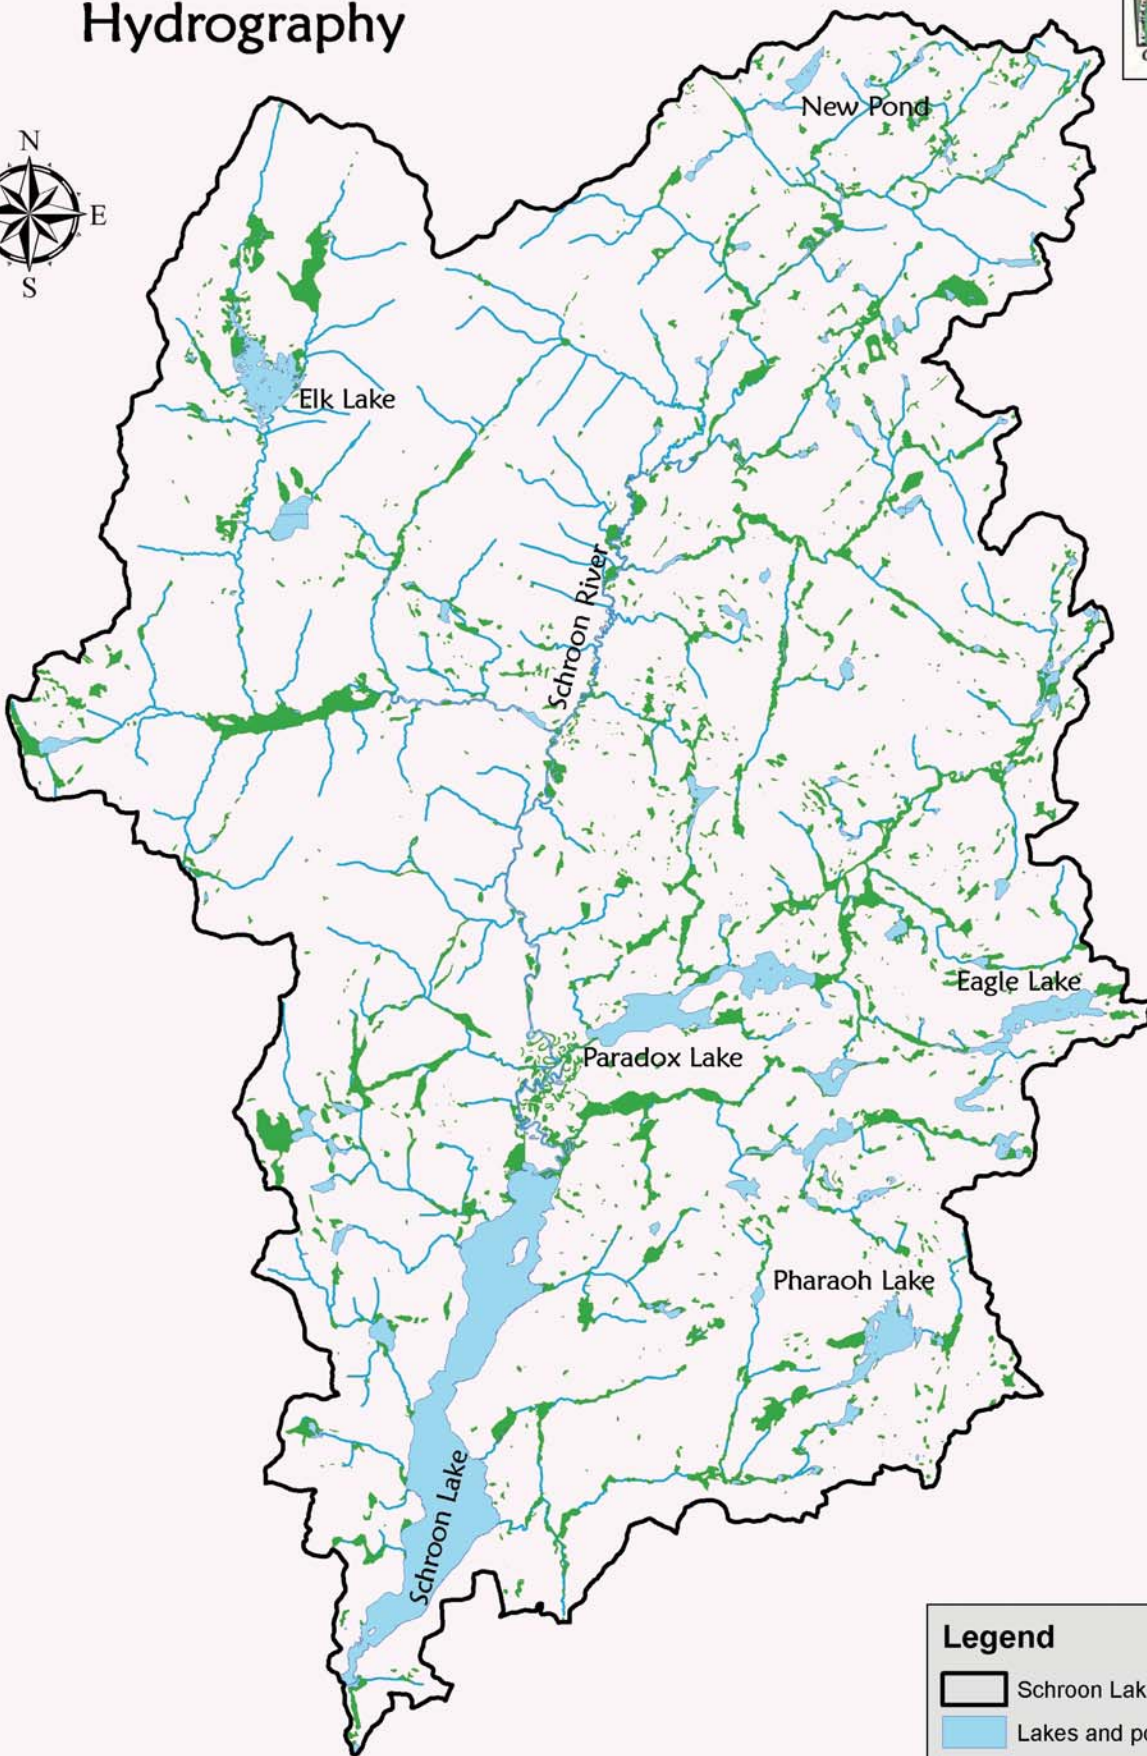 Hydrography
N
E
S
New Pond
Elk Lake
Schroon River
Eagle Lake
Paradox Lake
Pharaoh Lake
Schroon Lake
Legend
Schroon Lak
Lakes and po